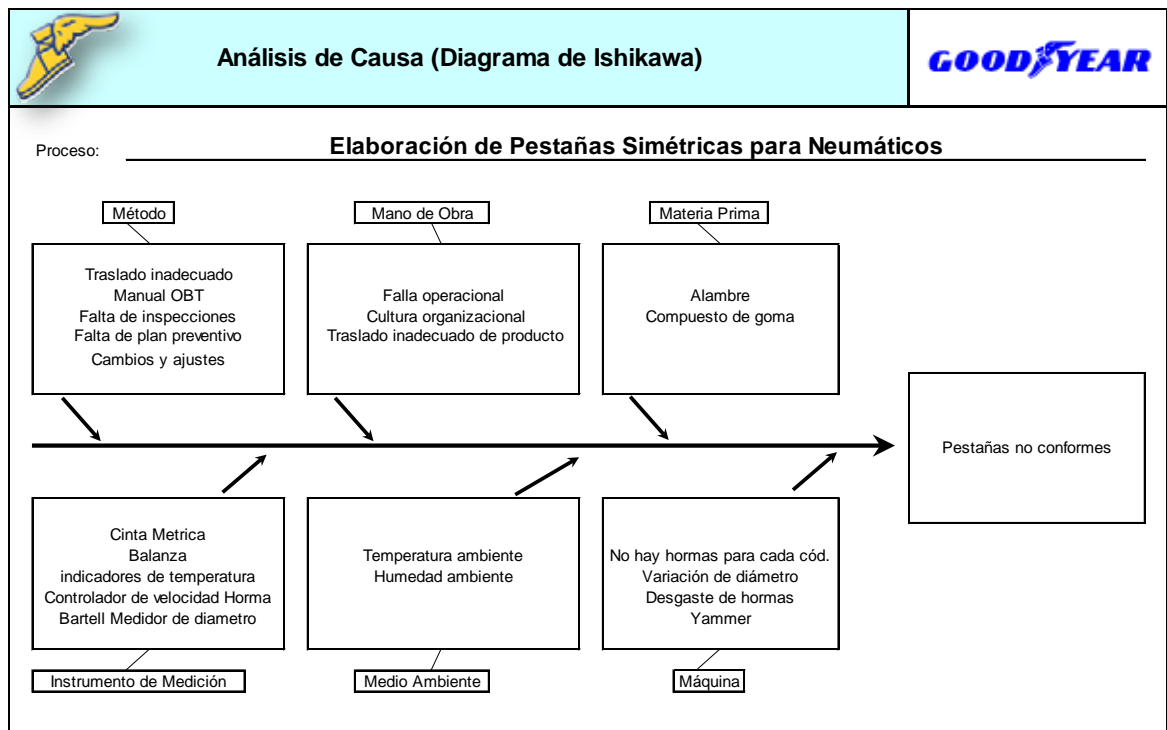 Análisis de Causa (Diagrama de Ishikawa)
GOODYEAR
Proceso:
Elaboración de Pestañas Simétricas para Neumáticos
Método
Traslado inadecuado
Manual OBT
Falta de inspecciones
Falta de plan preventivo
Cambios y ajustes
Mano de Obra
Falla operacional
Cultura organizacional
Traslado inadecuado de producto
Materia Prima
Alambre
Compuesto de goma
Pestañas no conformes
Cinta Metrica
Balanza
indicadores de temperatura
Controlador de velocidad Horma
Bartell Medidor de diametro
Instrumento de Medición
Temperatura ambiente
Humedad ambiente
Medio Ambiente
No hay hormas para cada cód.
Variación de diámetro
Desgaste de hormas
Yammer
Máquina